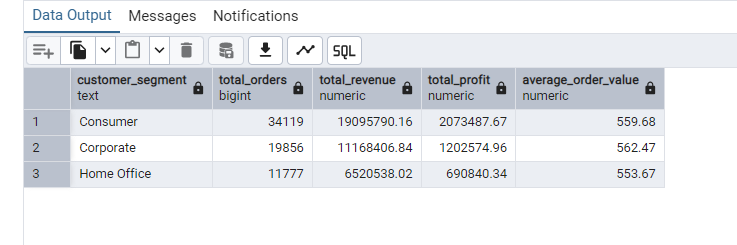 Data Output Messages Notifications
SQL
customer_segment total_orders total_revenue total_profit average_order_value
text bigint numeric numeric numeric
1 Consumer 34119 19095790.16 2073487.67 559.68
2 Corporate 19856 11168406.84 1202574.96 562.47
3 Home Office 11777 6520538.02 690840.34 553.67